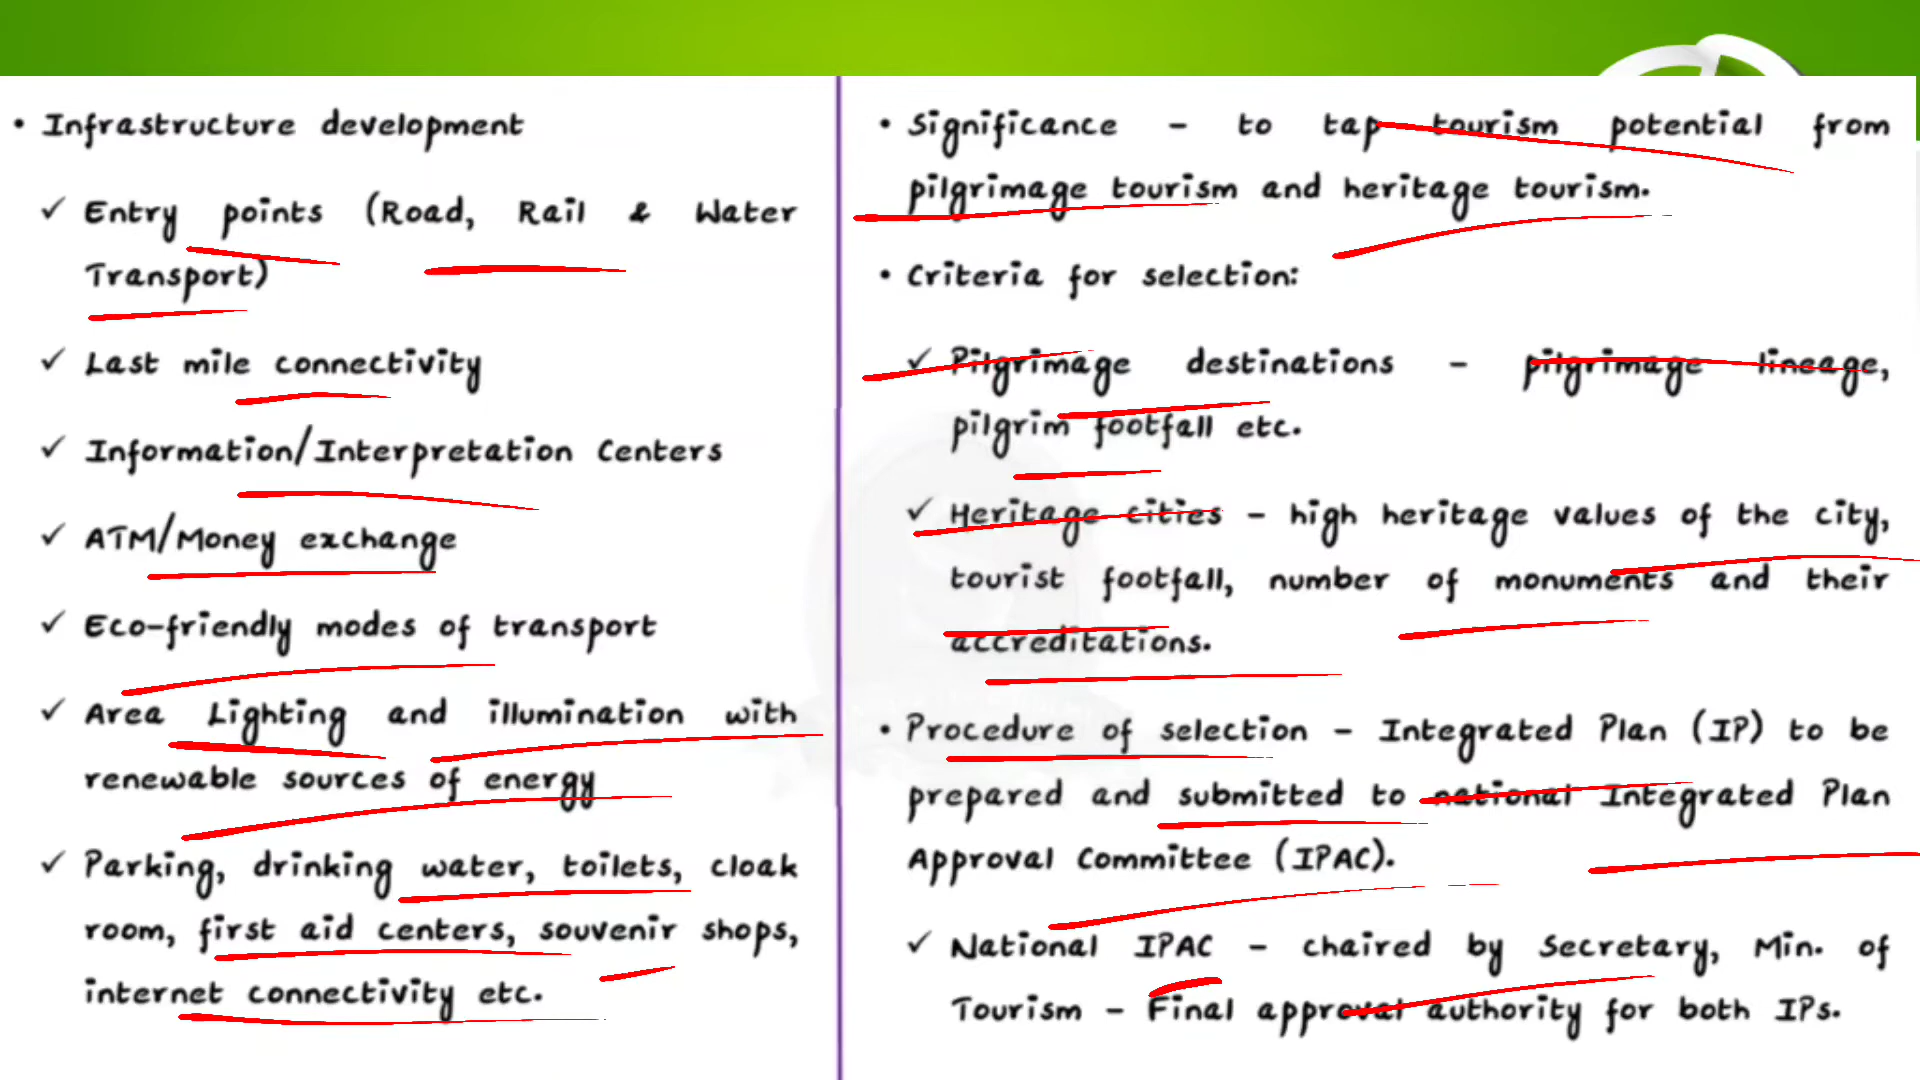 • Infrastructure development
✓ Entry points (Road, Rail & Water
Transport)
✓ Last mile connectivity
✓ Information/Interpretation Centers
✓ ATM/Money exchange
✓ Eco-friendly modes of transport
✓ Area Lighting and illumination with
renewable sources of energy
✓ Parking, drinking water, toilets, cloak
room, first aid centers, souvenir shops,
internet connectivity etc.
• Significance - to tap tourism potential from
pilgrimage tourism and heritage tourism.
• Criteria for selection:
✓ Pilgrimage destinations - pilgrimage lineage,
pilgrim footfall etc.
✓ Heritage cities - high heritage values of the city,
tourist footfall, number of monuments and their
accreditations.
• Procedure of selection - Integrated Plan (IP) to be
prepared and submitted to national Integrated Plan
Approval Committee (IPAC).
✓ National IPAC - chaired by Secretary, Min. of
Tourism - Final approval authority for both IPs.